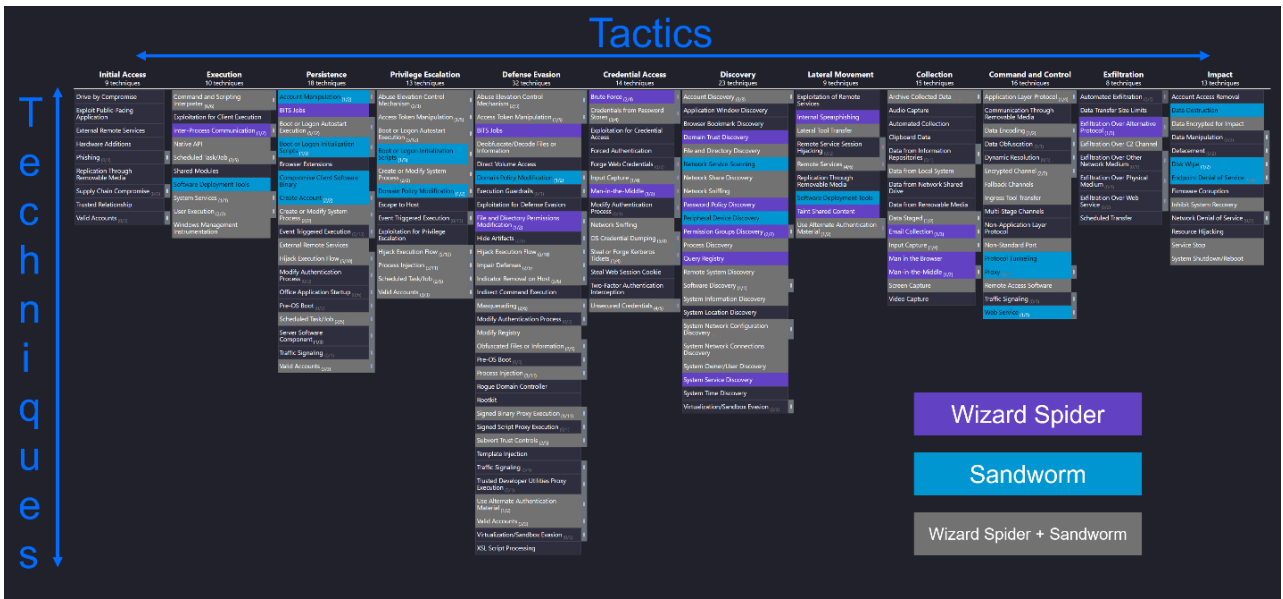 Tactics
Techniques
Initial Access
9 techniques
Drive-by Compromise
Exploit Public-Facing
Application
External Remote Services
Hardware Additions
Phishing
Replication Through
Removable Media
Supply Chain Compromise
Trusted Relationship
Valid Accounts
Execution
10 techniques
Command and Scripting
Interpreter
Exploitation for Client Execution
Inter-Process Communication
Native API
Scheduled Task/Job
Shared Modules
Software Deployment Tools
System Services
User Execution
Windows Management
Instrumentation
Persistence
18 techniques
Account Manipulation
BITS Jobs
Boot or Logon Autostart
Execution
Boot or Logon Initialization
Scripts
Browser Extensions
Compromise Client Software
Binary
Create Account
Create or Modify System
Process
Event Triggered Execution
External Remote Services
Hijack Execution Flow
Modify Authentication
Process
Office Application Startup
Pre-OS Boot
Scheduled Task/Job
Server Software
Component
Traffic Signaling
Valid Accounts
Privilege Escalation
13 techniques
Abuse Elevation Control
Mechanism
Access Token Manipulation
Boot or Logon Autostart
Execution
Boot or Logon Initialization
Scripts
Create or Modify System
Process
Domain Policy Modification
Escape to Host
Event Triggered Execution
Exploitation for Privilege
Escalation
Hijack Execution Flow
Process Injection
Scheduled Task/Job
Valid Accounts
Defense Evasion
32 techniques
Abuse Elevation Control
Mechanism
Access Token Manipulation
BITS Jobs
Deobfuscate/Decode Files or
Information
Direct Volume Access
Domain Policy Modification
Execution Guardrails
Exploitation for Defense Evasion
File and Directory Permissions
Modification
Hide Artifacts
Hijack Execution Flow
Impair Defenses
Indicator Removal on Host
Indirect Command Execution
Masquerading
Modify Authentication Process
Modify Registry
Obfuscated Files or Information
Pre-OS Boot
Process Injection
Rogue Domain Controller
Rootkit
Signed Binary Proxy Execution
Signed Script Proxy Execution
Subvert Trust Controls
Template Injection
Traffic Signaling
Trusted Developer Utilities Proxy
Execution
Use Alternate Authentication
Material
Valid Accounts
Virtualization/Sandbox Evasion
XSL Script Processing
Credential Access
14 techniques
Brute Force
Credentials from Password
Stores
Exploitation for Credential
Access
Forced Authentication
Forge Web Credentials
Input Capture
Man-in-the-Middle
Modify Authentication
Process
Network Sniffing
OS Credential Dumping
Steal or Forge Kerberos
Tickets
Steal Web Session Cookie
Two-Factor Authentication
Interception
Unsecured Credentials
Discovery
23 techniques
Account Discovery
Application Window Discovery
Browser Bookmark Discovery
Domain Trust Discovery
File and Directory Discovery
Network Service Scanning
Network Share Discovery
Network Sniffing
Password Policy Discovery
Peripheral Device Discovery
Permission Groups Discovery
Process Discovery
Query Registry
Remote System Discovery
Software Discovery
System Information Discovery
System Location Discovery
System Network Configuration
Discovery
System Network Connections
Discovery
System Owner/User Discovery
System Service Discovery
System Time Discovery
Virtualization/Sandbox Evasion
Lateral Movement
9 techniques
Exploitation of Remote
Services
Internal Spearphishing
Lateral Tool Transfer
Remote Service Session
Hijacking
Remote Services
Replication Through
Removable Media
Software Deployment Tools
Taint Shared Content
Use Alternate Authentication
Material
Collection
15 techniques
Archive Collected Data
Audio Capture
Automated Collection
Clipboard Data
Data from Information
Repositories
Data from Local System
Data from Network Shared
Drive
Data from Removable Media
Data Staged
Email Collection
Input Capture
Man in the Browser
Man-in-the-Middle
Screen Capture
Video Capture
Command and Control
16 techniques
Application Layer Protocol
Communication Through
Removable Media
Data Encoding
Data Obfuscation
Dynamic Resolution
Encrypted Channel
Fallback Channels
Ingress Tool Transfer
Multi-Stage Channels
Non-Application Layer
Protocol
Non-Standard Port
Protocol Tunneling
Proxy
Remote Access Software
Traffic Signaling
Web Service
Exfiltration
8 techniques
Automated Exfiltration
Data Transfer Size Limits
Exfiltration Over Alternative
Protocol
Exfiltration Over C2 Channel
Exfiltration Over Other
Network Medium
Exfiltration Over Physical
Medium
Exfiltration Over Web
Service
Scheduled Transfer
Impact
13 techniques
Account Access Removal
Data Destruction
Data Encrypted for Impact
Data Manipulation
Defacement
Disk Wipe
Endpoint Denial of Service
Firmware Corruption
Inhibit System Recovery
Network Denial of Service
Resource Hijacking
Service Stop
System Shutdown/Reboot
Wizard Spider
Sandworm
Wizard Spider + Sandworm